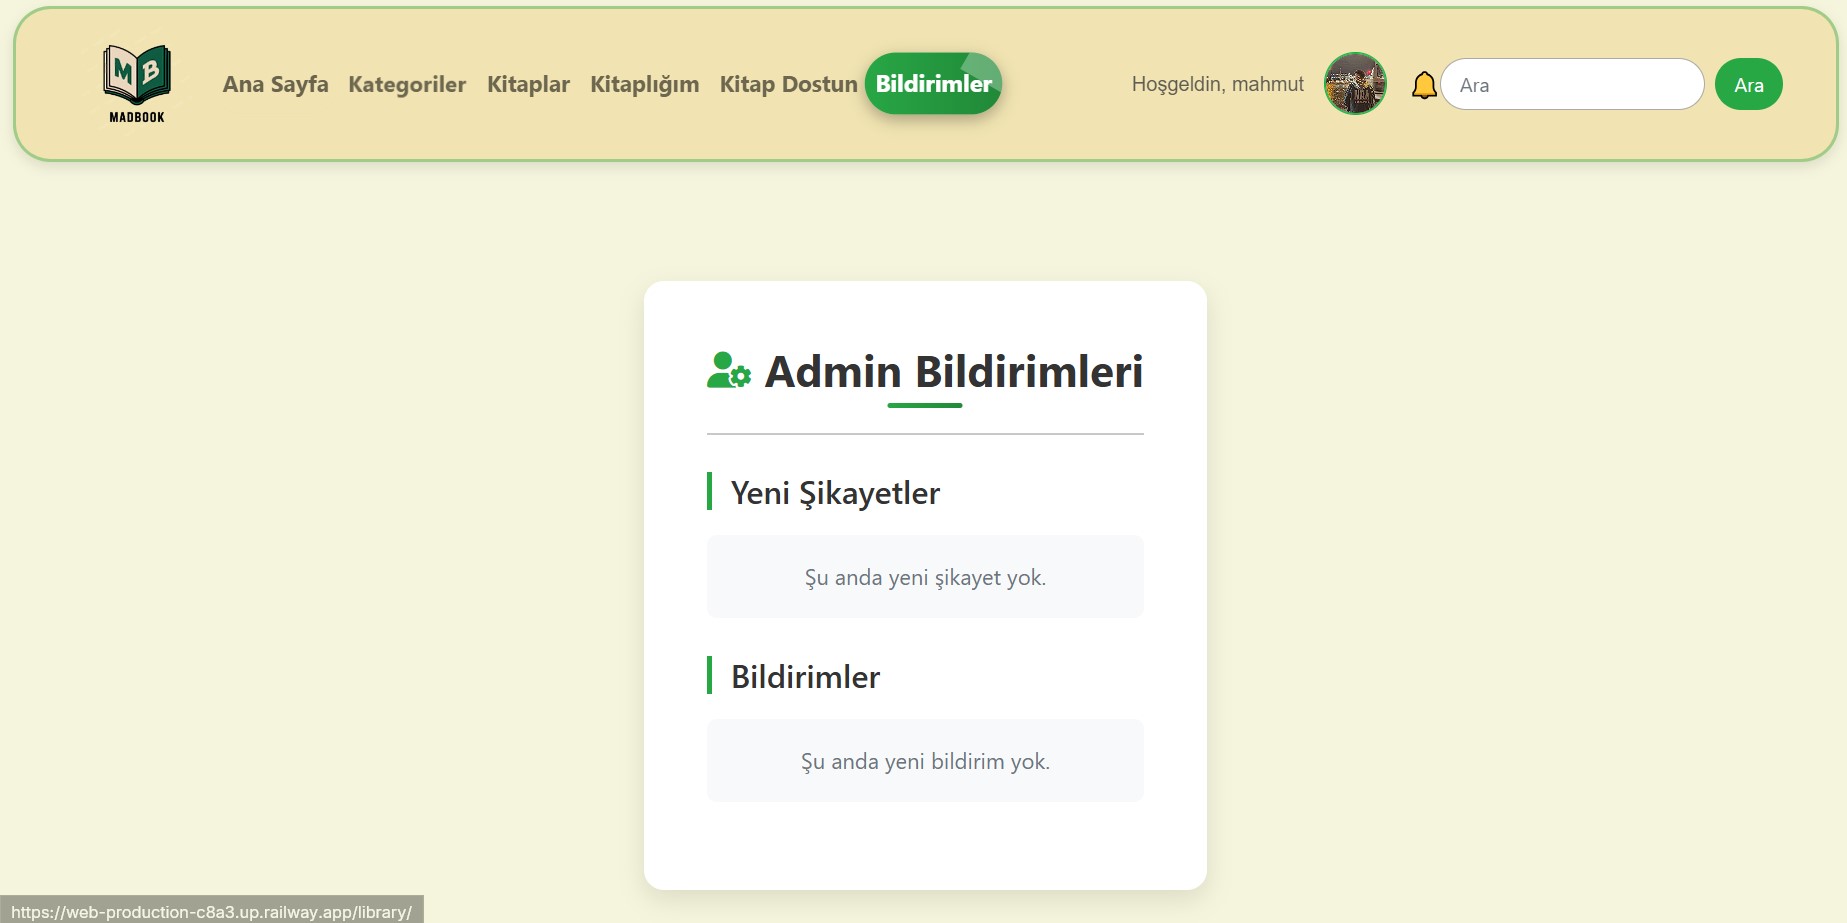 M B
MADBOOK
Ana Sayfa Kategoriler Kitaplar Kitaplığım Kitap Dostun Bildirimler Hoşgeldin, mahmut Ara Ara
Admin Bildirimleri
Yeni Şikayetler
Şu anda yeni şikayet yok.
Bildirimler
Şu anda yeni bildirim yok.
https://web-production-c8a3.up.railway.app/library/